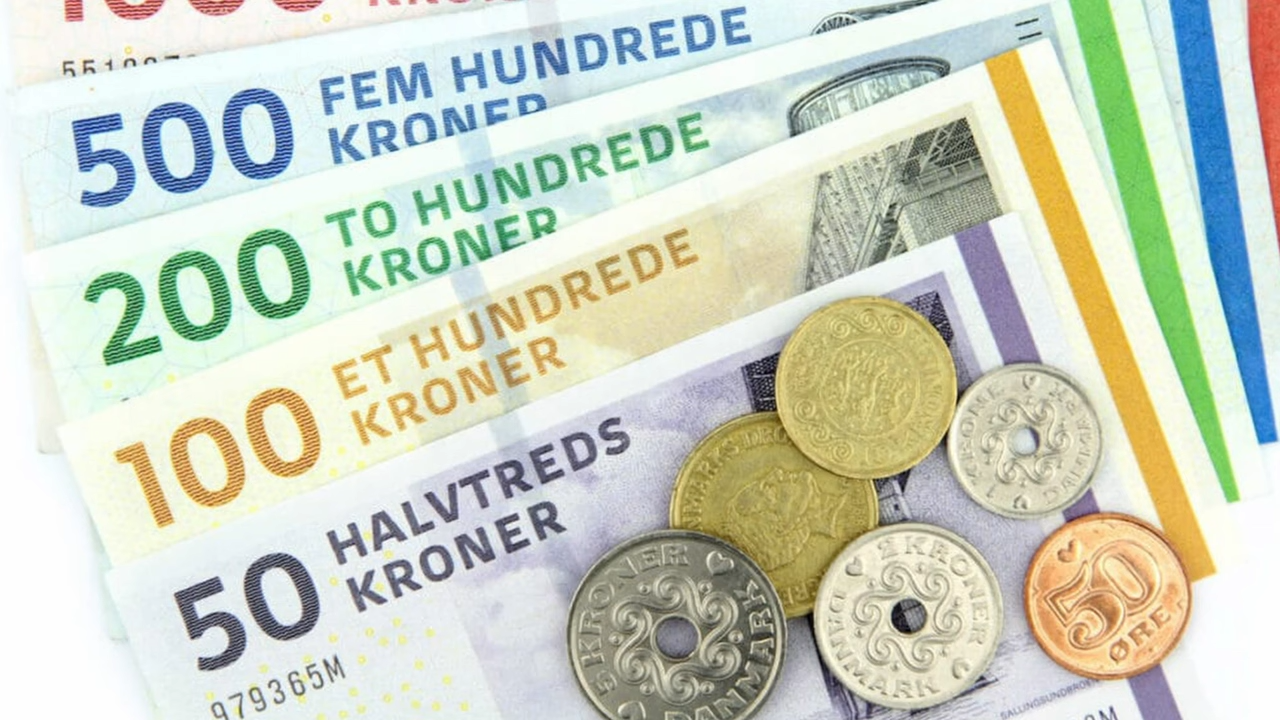 500 FEM HUNDREDE
KRONER
200 TO HUNDREDE
KRONER
100 ET HUNDREDE
KRONER
50 HALVTREDS
KRONER
979365M
5 KRONER
DANMARK
2 KRONER
DANMARK
50
ØRE